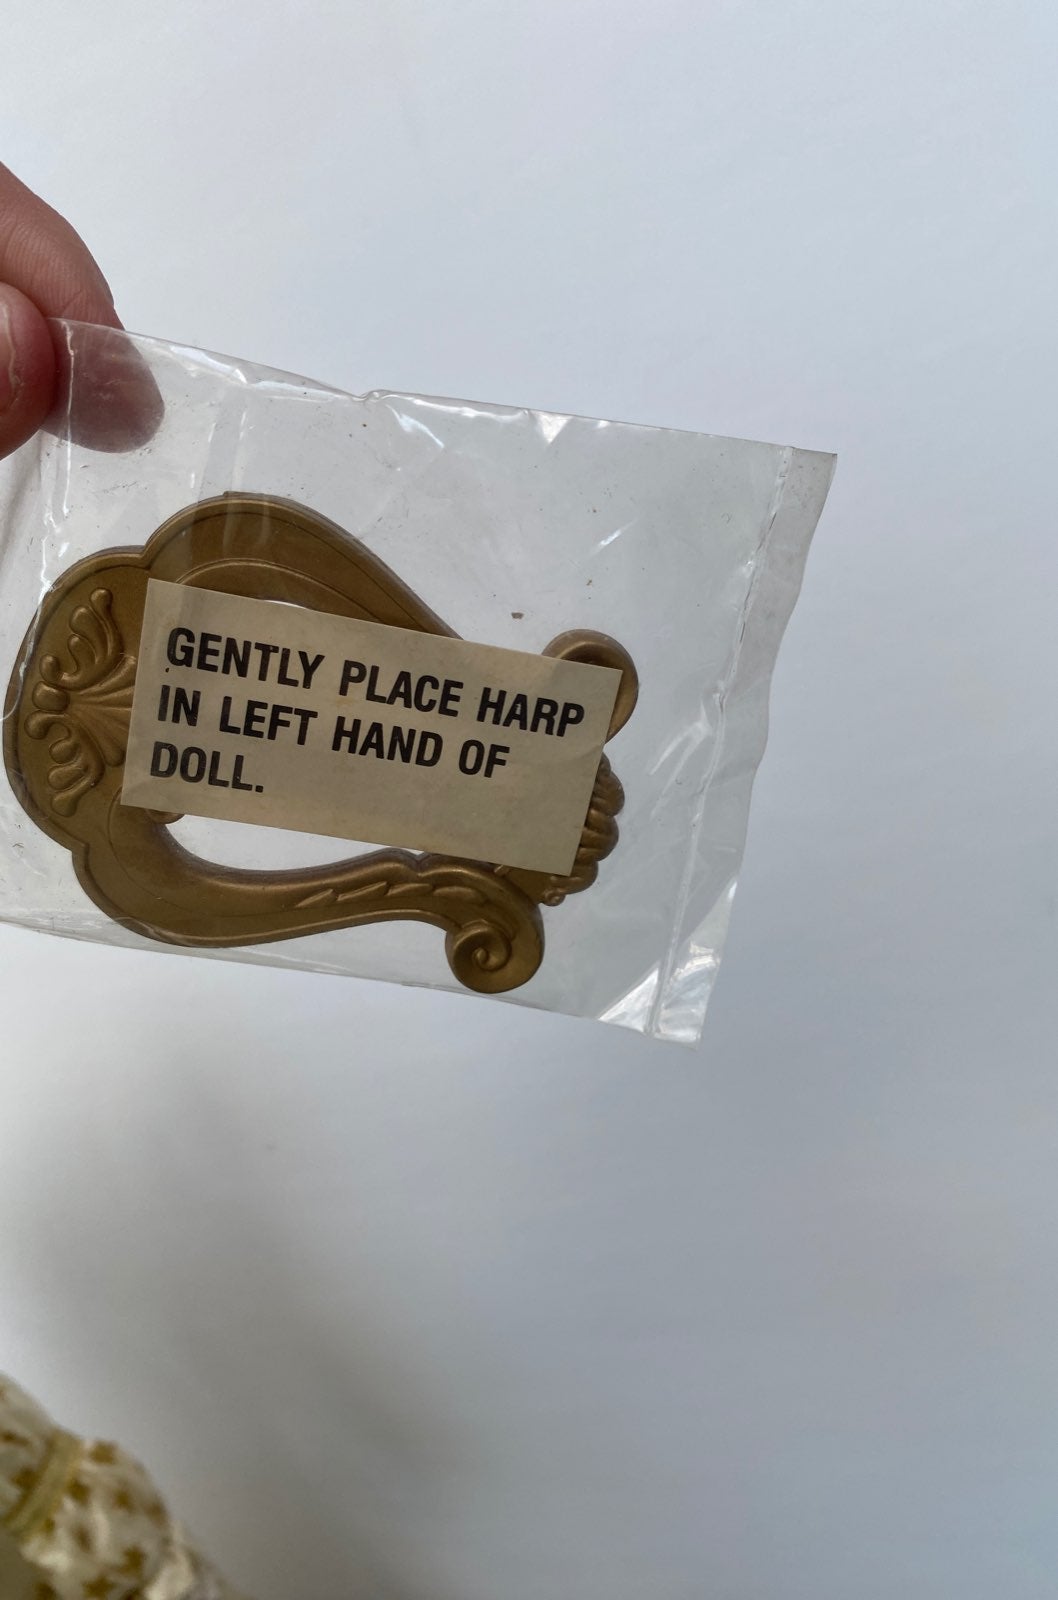 GENTLY PLACE HARP
IN LEFT HAND OF
DOLL.